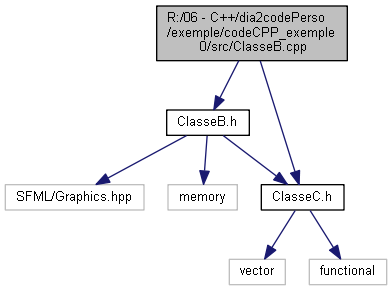 R:/06 - C++/dia2codePerso
/exemple/codeCPP_exemple
0/src/ClasseB.cpp
ClasseB.h
SFML/Graphics.hpp
memory
ClasseC.h
vector
functional